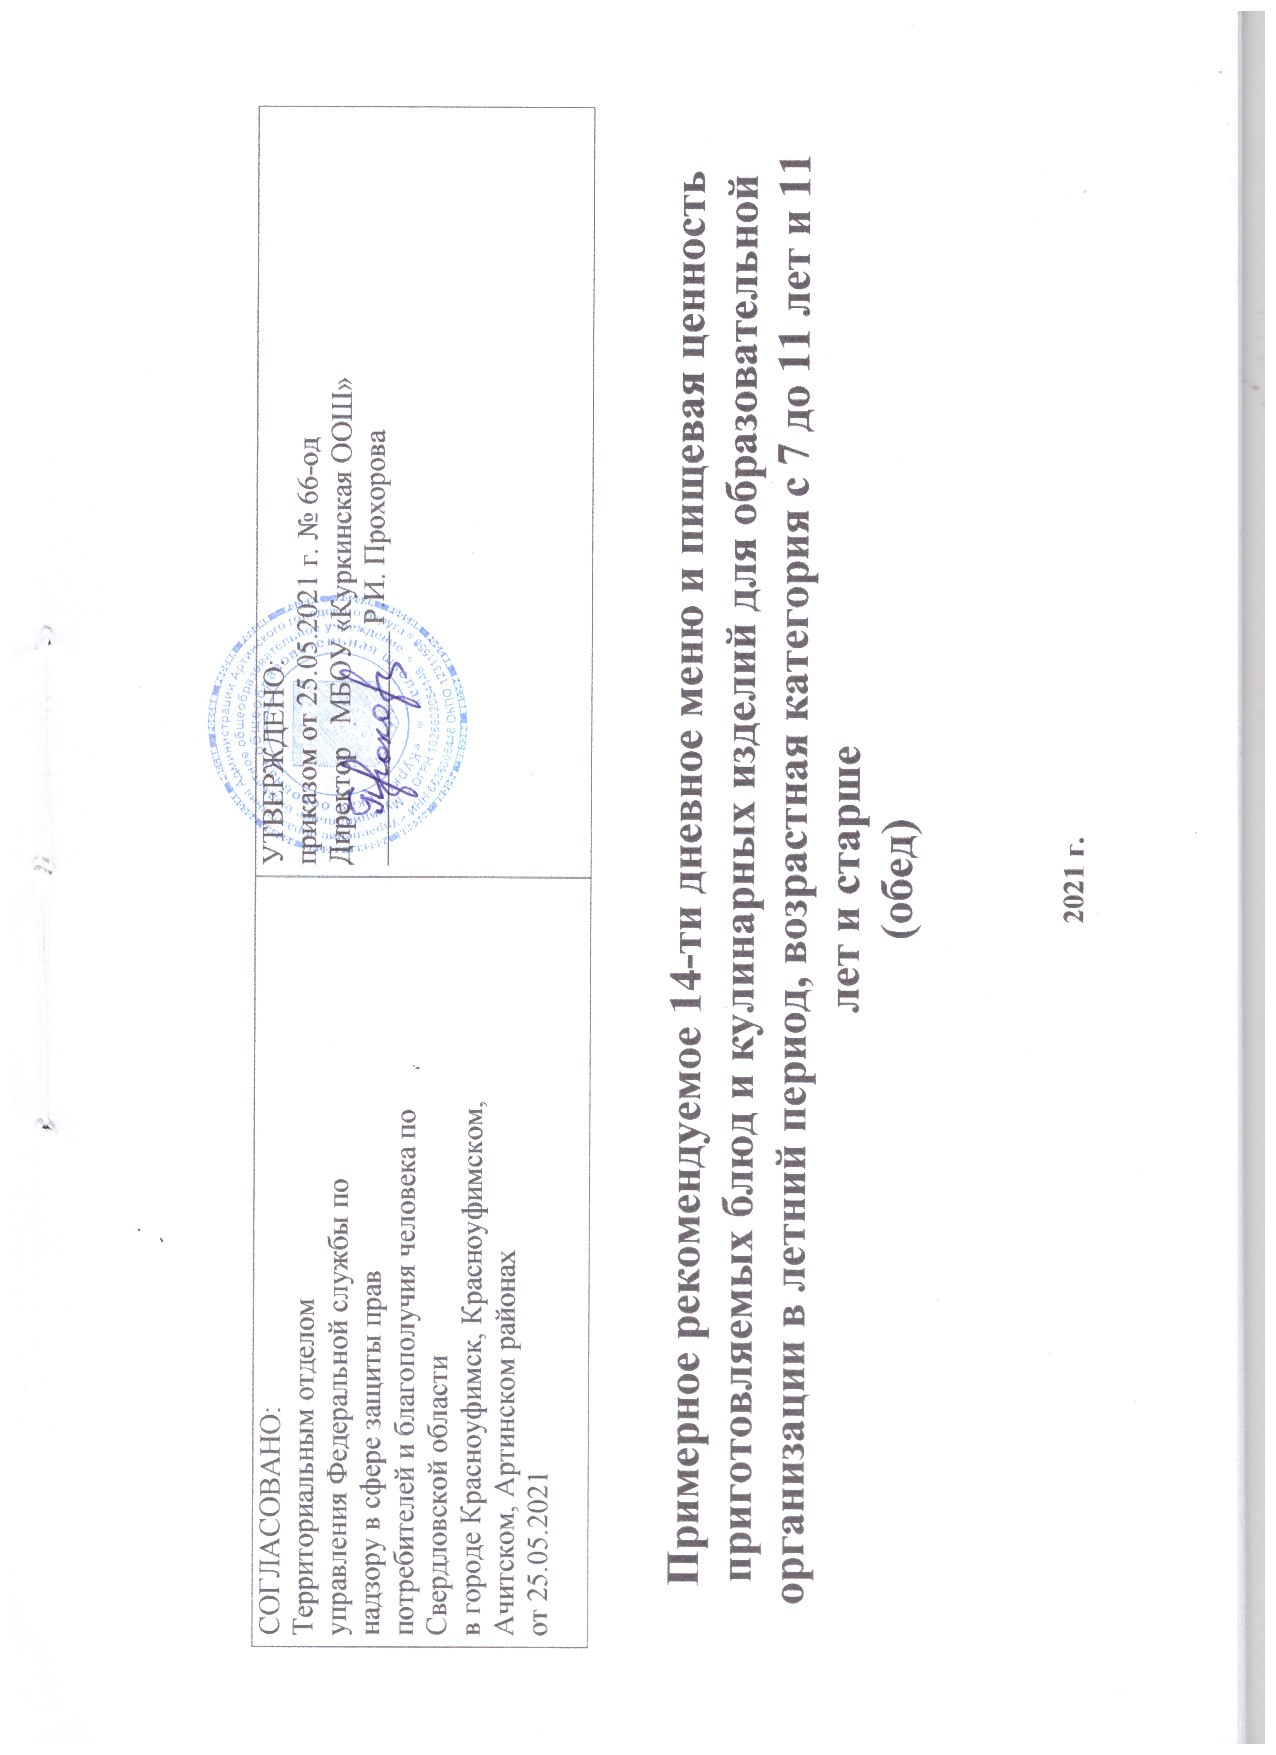 СОГЛАСОВАНО:
Территориальным отделом
управления Федеральной службы по
надзору в сфере защиты прав
потребителей и благополучия человека по
Свердловской области
в городе Красноуфимск, Красноуфимском,
Ачитском, Артинском районах
от 25.05.2021
УТВЕРЖДЕНО:
приказом от 25.05.2021 г. № 66-од
Директор МБОУ «Куркинская ООШ»
Р.И. Прохорова
Примерное рекомендуемое 14-ти дневное меню и пищевая ценность
приготовляемых блюд и кулинарных изделий для образовательной
организации в летний период, возрастная категория с 7 до 11 лет и 11
лет и старше
(обед)
2021 г.